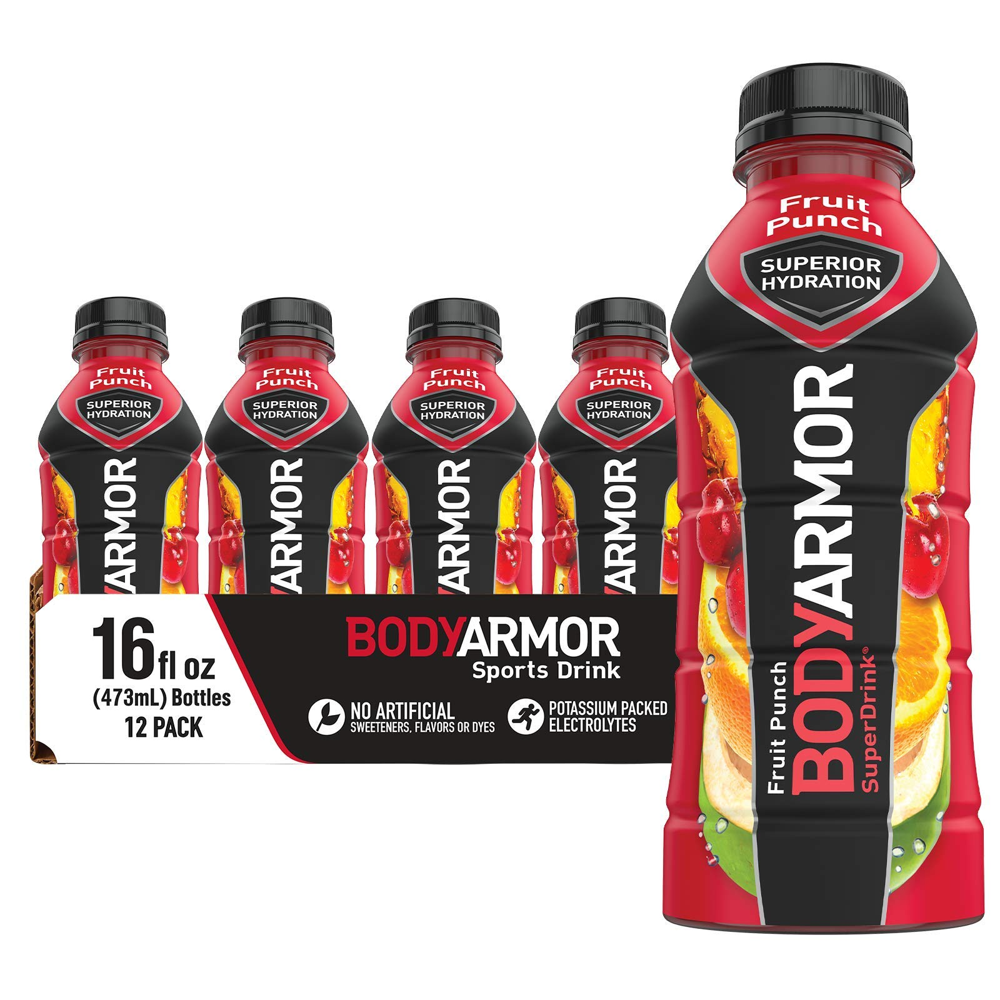 Fruit
Punch
SUPERIOR
HYDRATION
BODYARMOR
SuperDrink®
Fruit Punch
Fruit
Punch
SUPERIOR
HYDRATION
ARMOR
Fruit
Punch
SUPERIOR
HYDRATION
ARMOR
Fruit
Punch
SUPERIOR
HYDRATION
ARMOR
Fruit
Punch
SUPERIOR
HYDRATION
ARMOR
16 fl oz
(473mL) Bottles
12 PACK
BODYARMOR
Sports Drink
NO ARTIFICIAL
SWEETENERS, FLAVORS OR DYES
POTASSIUM PACKED
ELECTROLYTES